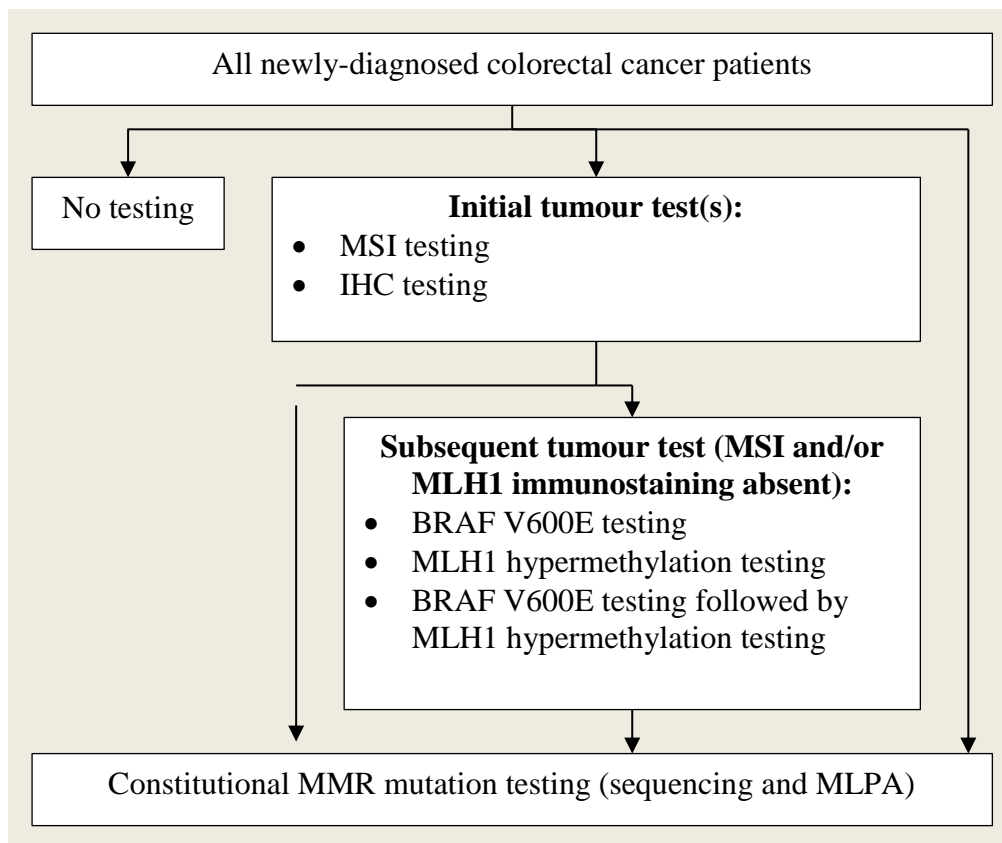 All newly-diagnosed colorectal cancer patients
No testing
Initial tumour test(s):
• MSI testing
• IHC testing
Subsequent tumour test (MSI and/or
MLH1 immunostaining absent):
• BRAF V600E testing
• MLH1 hypermethylation testing
• BRAF V600E testing followed by
MLH1 hypermethylation testing
Constitutional MMR mutation testing (sequencing and MLPA)